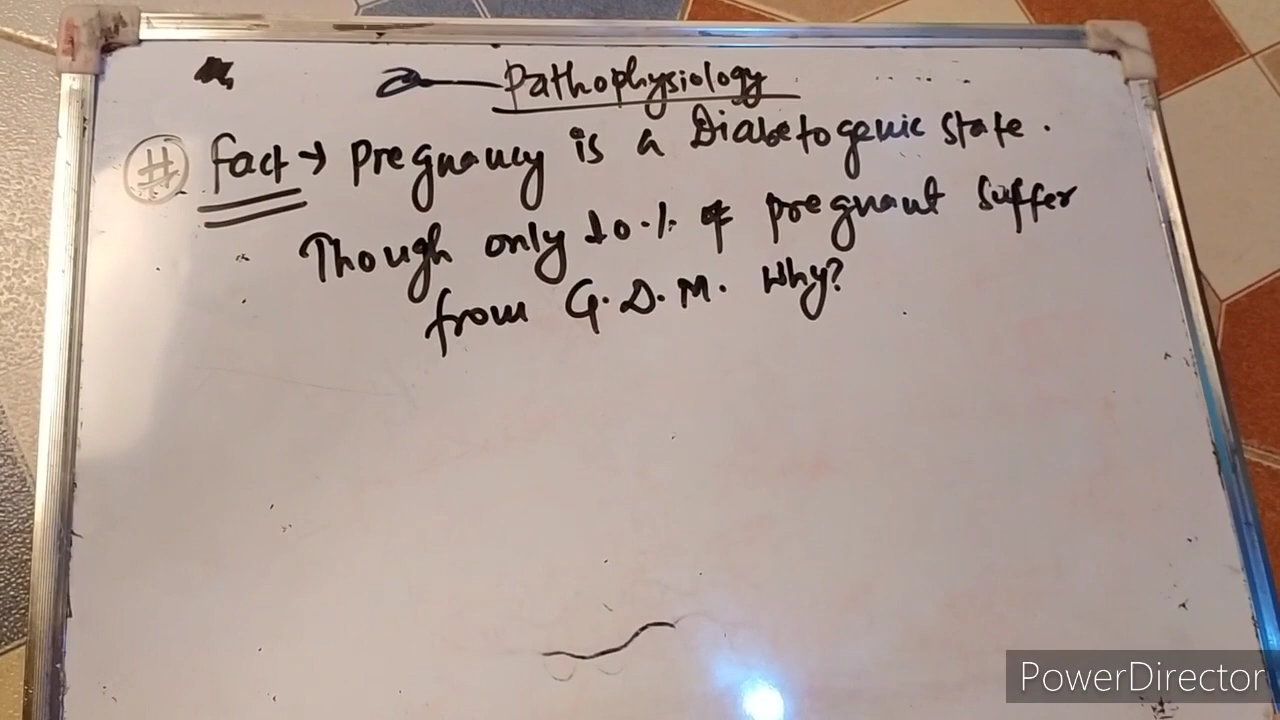 Pathophysiology
# fact → Pregnancy is a Diabetogenic state.
Though only 10% of pregnant suffer
from G.D.M. Why?
PowerDirector